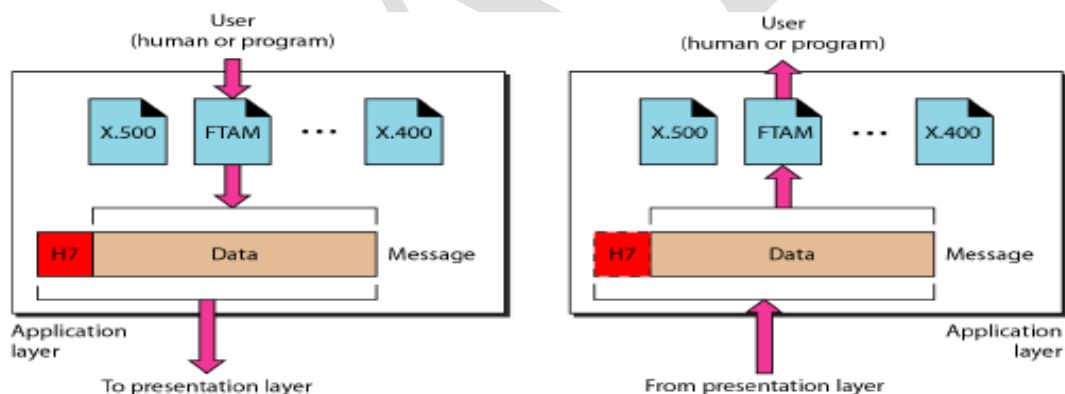 User
(human or program)
X.500
FTAM
...
X.400
H7
Data
Message
Application
layer
To presentation layer
User
(human or program)
X.500
FTAM
...
X.400
H7
Data
Message
Application
layer
From presentation layer